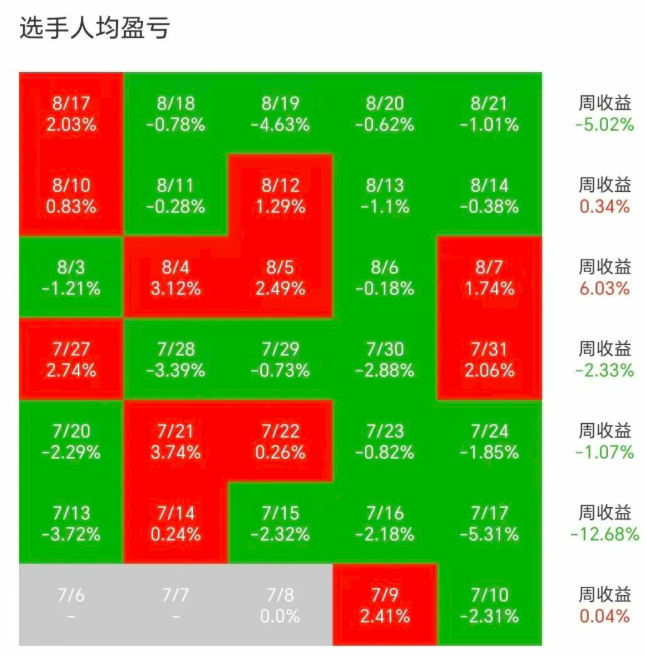 选手人均盈亏
8/17 8/18 8/19 8/20 8/21 周收益
2.03% -0.78% -4.63% -0.62% -1.01% -5.02%
8/10 8/11 8/12 8/13 8/14 周收益
0.83% -0.28% 1.29% -1.1% -0.38% 0.34%
8/3 8/4 8/5 8/6 8/7 周收益
-1.21% 3.12% 2.49% -0.18% 1.74% 6.03%
7/27 7/28 7/29 7/30 7/31 周收益
2.74% -3.39% -0.73% -2.88% 2.06% -2.33%
7/20 7/21 7/22 7/23 7/24 周收益
-2.29% 3.74% 0.26% -0.82% -1.85% -1.07%
7/13 7/14 7/15 7/16 7/17 周收益
-3.72% 0.24% -2.32% -2.18% -5.31% -12.68%
7/6 7/7 7/8 7/9 7/10 周收益
- - 0.0% 2.41% -2.31% 0.04%